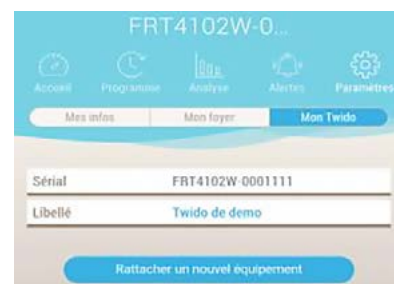 FRT4102W-0...
Accueil Programme Analyse Alertes Paramètres
Mes infos Mon foyer Mon Twido
Sérial FRT4102W-0001111
Libellé Twido de demo
Rattacher un nouvel équipement